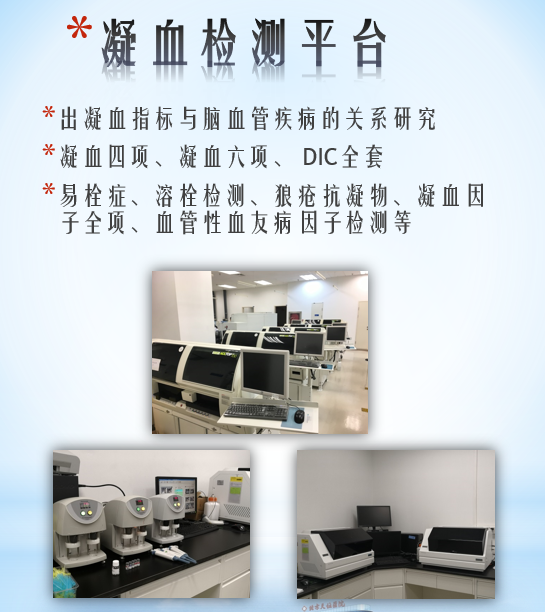 *凝血检测平台
*出凝血指标与脑血管疾病的关系研究
*凝血四项、凝血六项、DIC全套
*易栓症、溶栓检测、狼疮抗凝物、凝血因
子全项、血管性血友病因子检测等